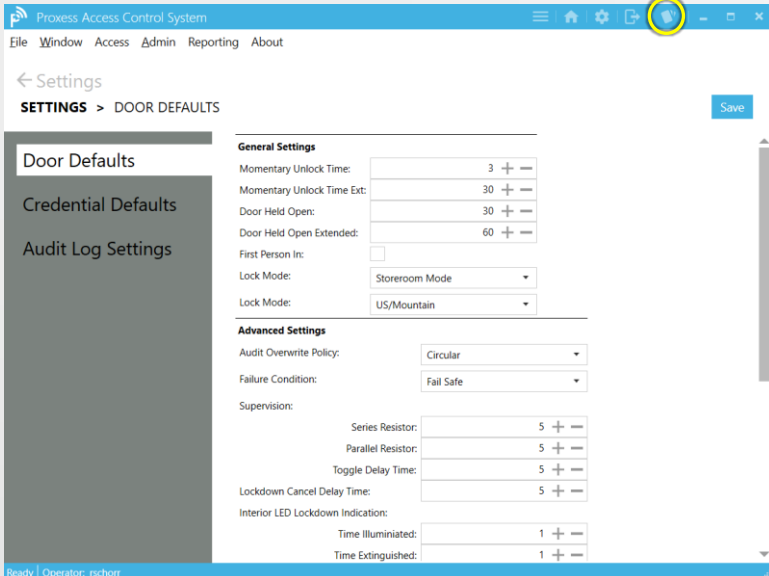 Proxess Access Control System
File Window Access Admin Reporting About
Settings
SETTINGS > DOOR DEFAULTS
Save
Door Defaults
Credential Defaults
Audit Log Settings
General Settings
Momentary Unlock Time: 3
Momentary Unlock Time Ext: 30
Door Held Open: 30
Door Held Open Extended: 60
First Person In:
Lock Mode: Storeroom Mode
Lock Mode: US/Mountain
Advanced Settings
Audit Overwrite Policy: Circular
Failure Condition: Fail Safe
Supervision:
Series Resistor: 5
Parallel Resistor: 5
Toggle Delay Time: 5
Lockdown Cancel Delay Time: 5
Interior LED Lockdown Indication:
Time Illuminiated: 1
Time Extinguished: 1
Ready Operator: rschorr